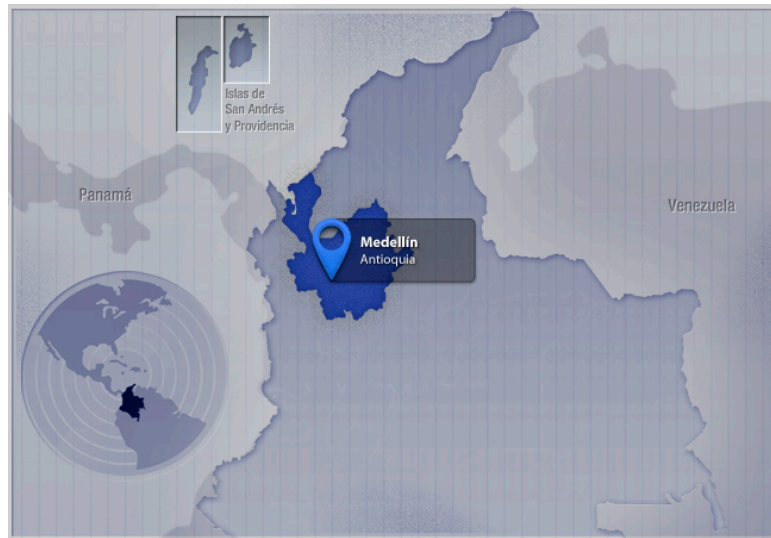 Islas de
San Andrés
y Providencia
Panamá
Venezuela
Medellín
Antioquia